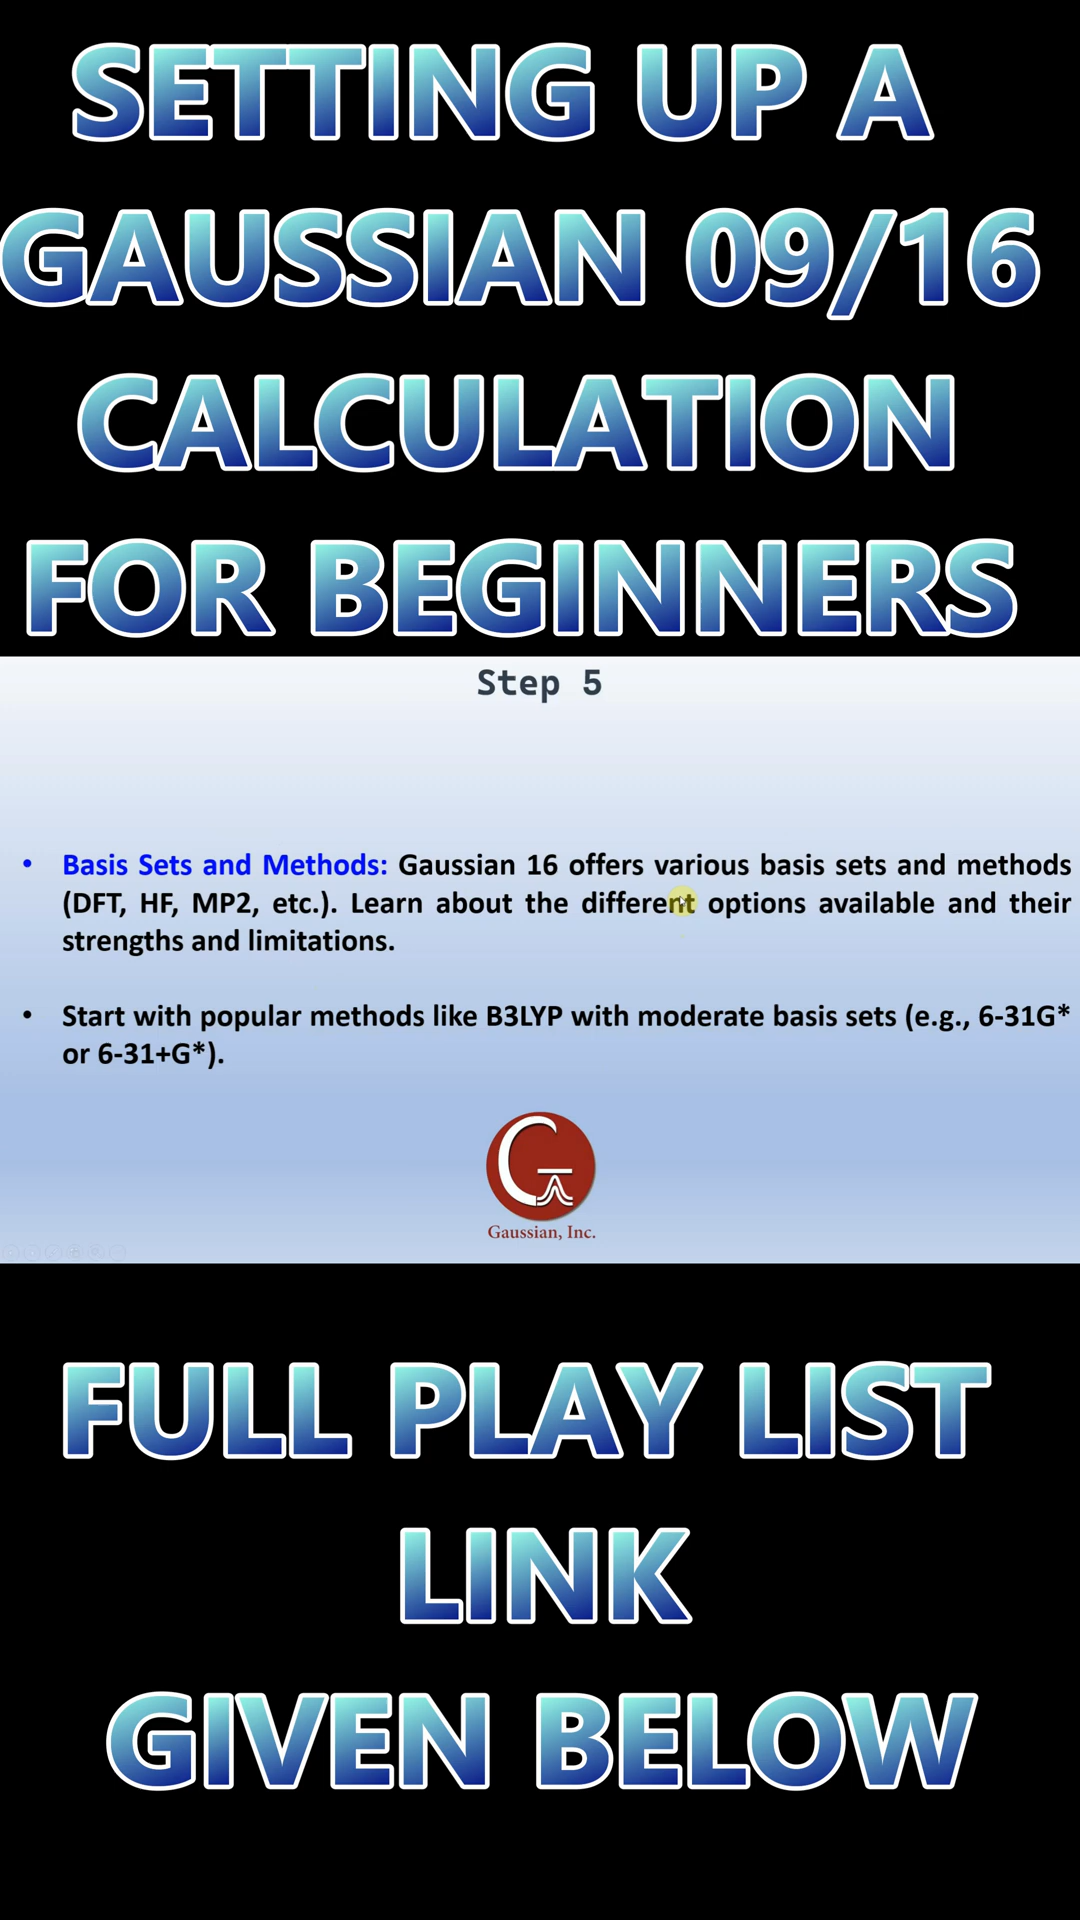 SETTING UP A
GAUSSIAN 09/16
CALCULATION
FOR BEGINNERS
Step 5
• Basis Sets and Methods: Gaussian 16 offers various basis sets and methods
(DFT, HF, MP2, etc.). Learn about the different options available and their
strengths and limitations.
• Start with popular methods like B3LYP with moderate basis sets (e.g., 6-31G*
or 6-31+G*).
G
Gaussian, Inc.
FULL PLAY LIST
LINK
GIVEN BELOW